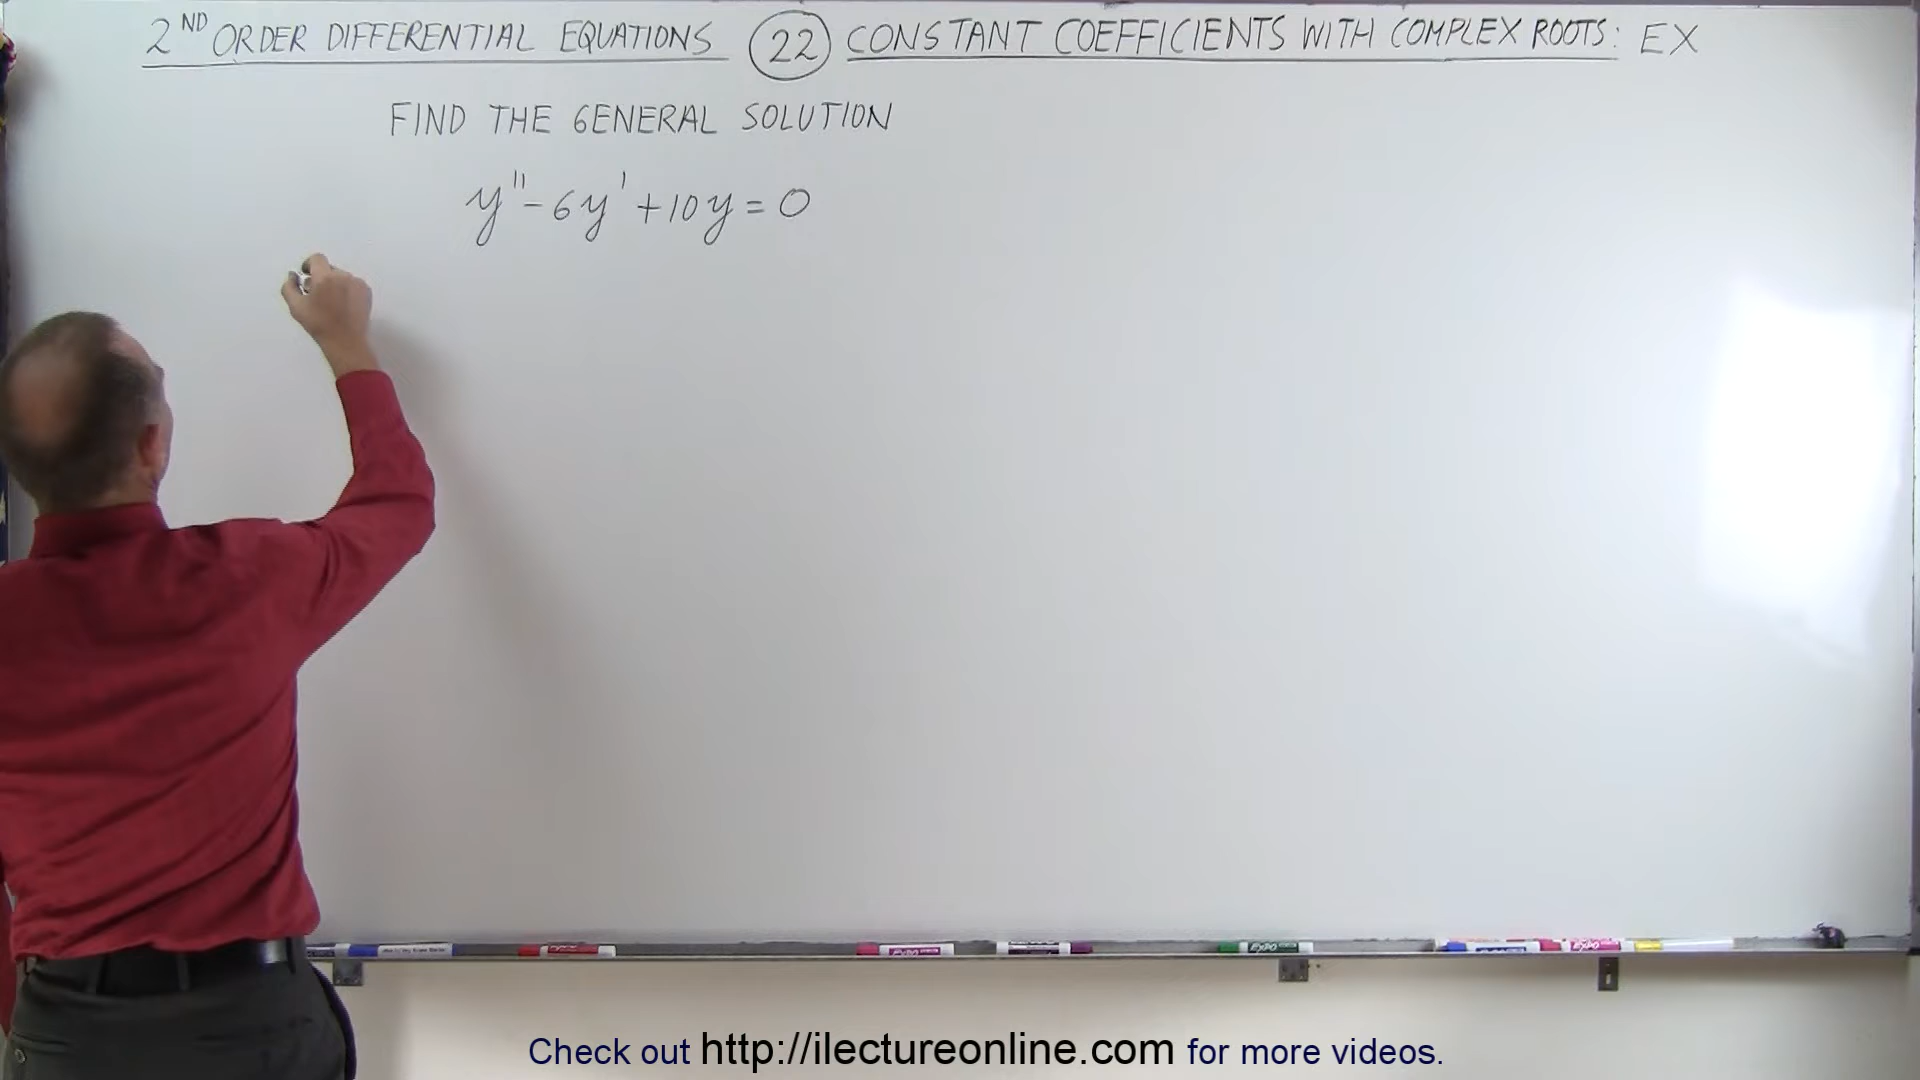 2ND ORDER DIFFERENTIAL EQUATIONS 22 CONSTANT COEFFICIENTS WITH COMPLEX ROOTS: EX
FIND THE GENERAL SOLUTION
y'' - 6y' + 10y = 0
Check out http://ilectureonline.com for more videos.